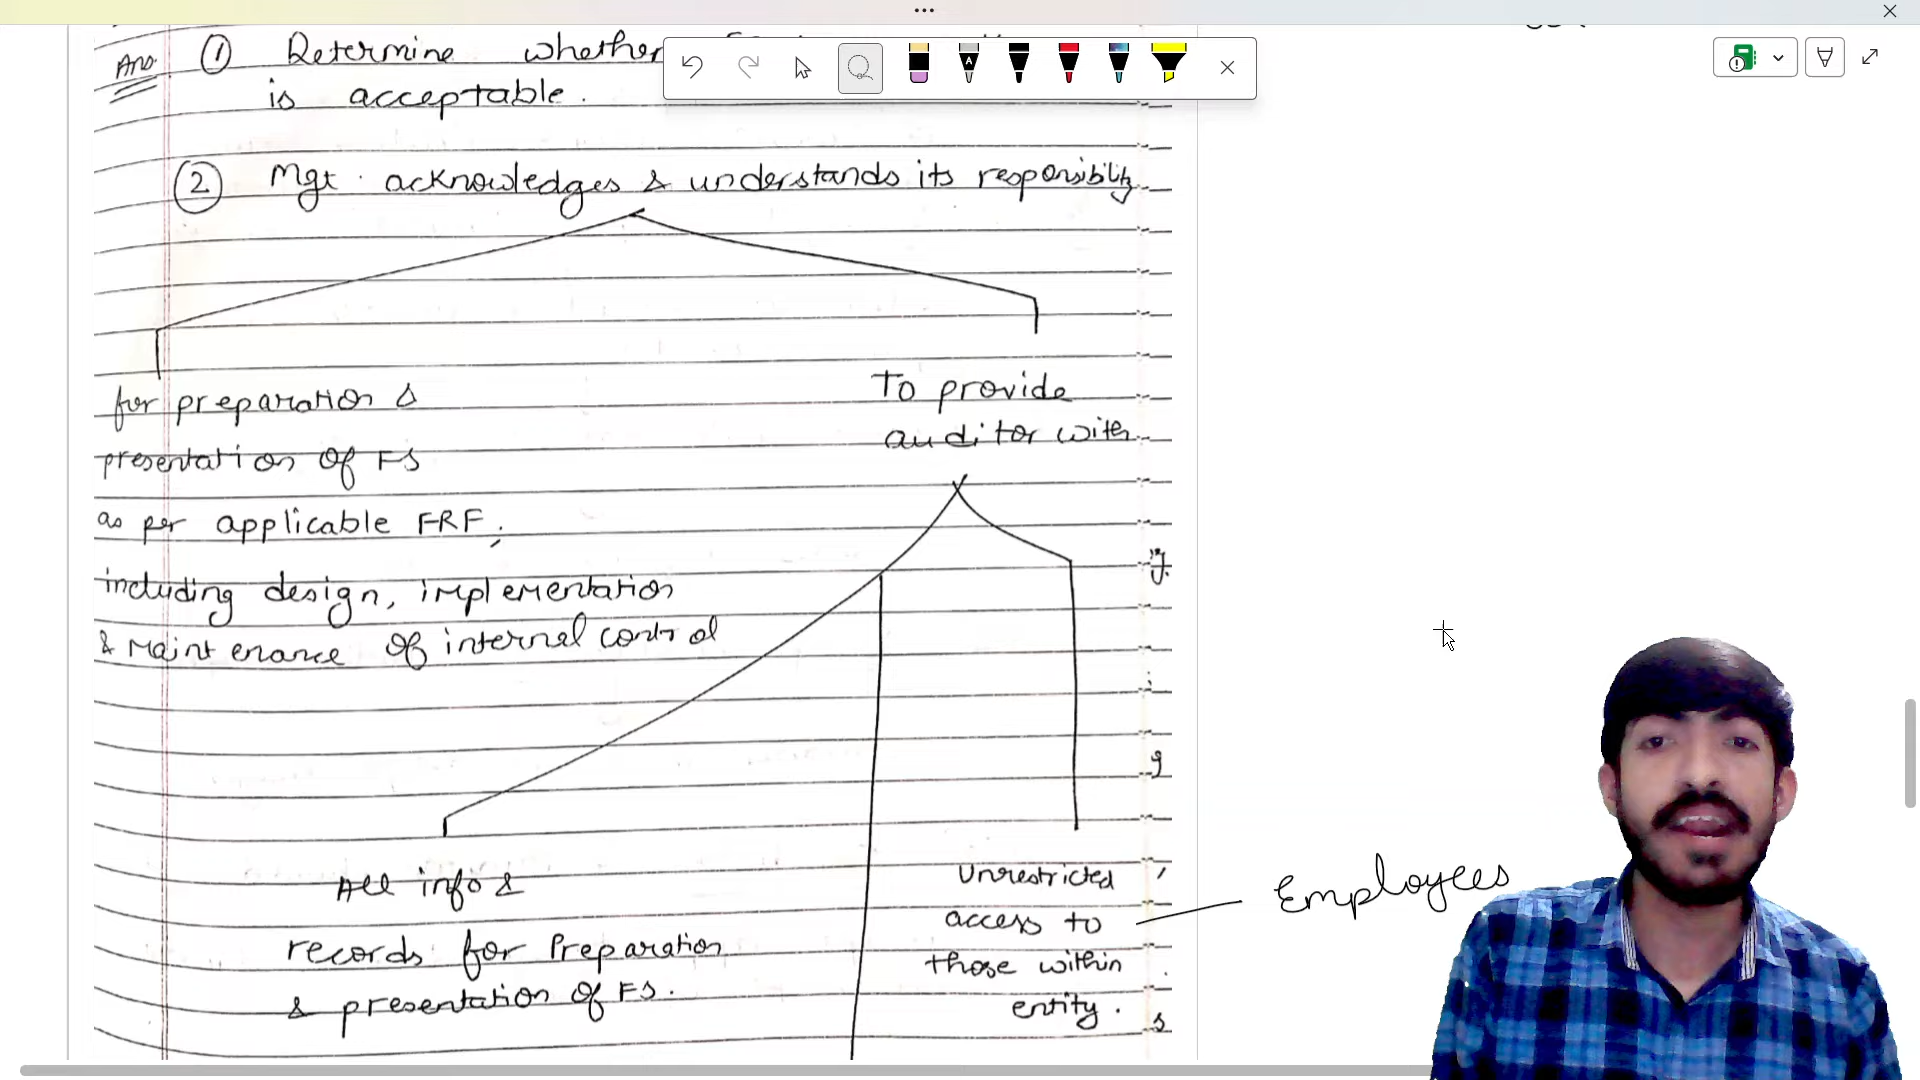 Ans. ① Determine whether
is acceptable.
② Mgt. acknowledges & understands its responsibility
for preparation &
presentation of FS
as per applicable FRF,
including design, implementation
& Maintenance of internal control
To provide
auditor with
All info &
records for Preparation
& presentation of FS.
Unrestricted
access to
those within
entity.
Employees